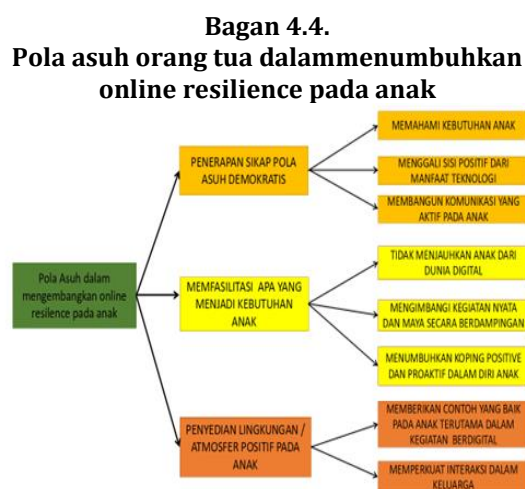 Bagan 4.4.
Pola asuh orang tua dalammenumbuhkan
online resilience pada anak
Pola Asuh dalam
mengembangkan online
resilence pada anak
PENERAPAN SIKAP POLA
ASUH DEMOKRATIS
MEMAHAMI KEBUTUHAN ANAK
MENGGALI SISI POSITIF DARI
MANFAAT TEKNOLOGI
MEMBANGUN KOMUNIKASI YANG
AKTIF PADA ANAK
MEMFASILITASI APA YANG
MENJADI KEBUTUHAN
ANAK
TIDAK MENJAUHKAN ANAK DARI
DUNIA DIGITAL
MENGIMBANGI KEGIATAN NYATA
DAN MAYA SECARA BERDAMPINGAN
MENUMBUHKAN KOPING POSITIVE
DAN PROAKTIF DALAM DIRI ANAK
PENYEDIAN LINGKUNGAN /
ATMOSFER POSITIF PADA
ANAK
MEMBERIKAN CONTOH YANG BAIK
PADA ANAK TERUTAMA DALAM
KEGIATAN BERDIGITAL
MEMPERKUAT INTERAKSI DALAM
KELUARGA